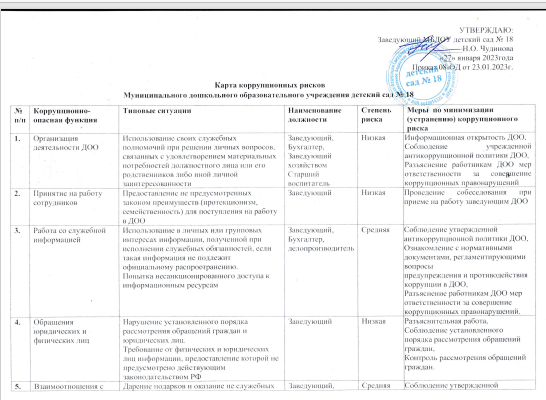 УТВЕРЖДАЮ:
Заведующий МБДОУ детский сад № 18
Н.О. Чудинова
«27» января 2023года
Приказ 08-ОД от 23.01.2023г.
детский
сад № 18
Карта коррупционных рисков
Муниципального дошкольного образовательного учреждения детский сад № 18
№ п/п
Коррупционно-
опасная функция
Типовые ситуации
Наименование
должности
Степень
риска
Меры по минимизации
(устранению) коррупционного
риска
1.
Организация
деятельности ДОО
Использование своих служебных
полномочий при решении личных вопросов,
связанных с удовлетворением материальных
потребностей должностного лица или его
родственников либо иной личной
заинтересованности
Заведующий,
Бухгалтер,
Заведующий
хозяйством
Старший
воспитатель
Низкая
Информационная открытость ДОО,
Соблюдение утвержденной
антикоррупционной политики ДОО,
Разъяснение работникам ДОО мер
ответственности за совершение
коррупционных правонарушений
2.
Принятие на работу
сотрудников
Предоставление не предусмотренных
законом преимуществ (протекционизм,
семейственность) для поступления на работу
в ДОО
Заведующий
Низкая
Проведение собеседования при
приеме на работу заведующим ДОО
3.
Работа со служебной
информацией
Использование в личных или групповых
интересах информации, полученной при
исполнении служебных обязанностей, если
такая информация не подлежит
официальному распространению.
Попытка несанкционированного доступа к
информационным ресурсам
Заведующий,
Бухгалтер,
делопроизводитель
Средняя
Соблюдение утвержденной
антикоррупционной политики ДОО,
Ознакомление с нормативными
документами, регламентирующими
вопросы
предупреждения и противодействия
коррупции в ДОО,
Разъяснение работникам ДОО мер
ответственности за совершение
коррупционных правонарушений.
4.
Обращения
юридических и
физических лиц
Нарушение установленного порядка
рассмотрения обращений граждан и
юридических лиц.
Требование от физических и юридических
лиц информации, предоставление которой не
предусмотрено действующим
законодательством РФ
Заведующий
Низкая
Разъяснительная работа,
Соблюдение установленного
порядка рассмотрения обращений
граждан,
Контроль рассмотрения обращений
граждан.
5.
Взаимоотношения с
Дарение подарков и оказание не служебных
Заведующий,
Средняя
Соблюдение утвержденной